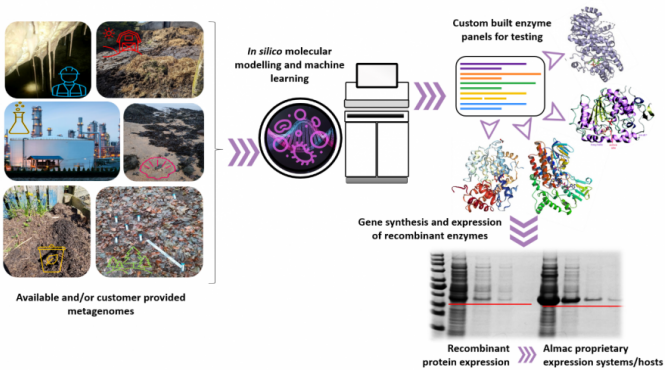 In silico molecular
modelling and machine
learning
Custom built enzyme
panels for testing
Gene synthesis and expression
of recombinant enzymes
Available and/or customer provided
metagenomes
Recombinant
protein expression
Almac proprietary
expression systems/hosts